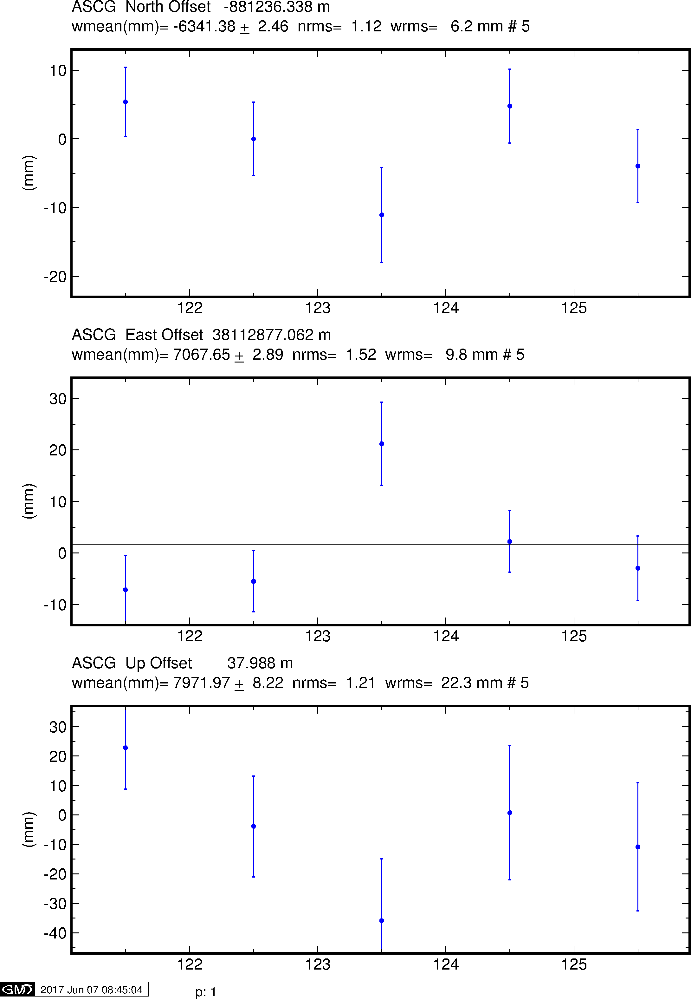 ASCG North Offset -881236.338 m
wmean(mm)= -6341.38 ± 2.46 nrms= 1.12 wrms= 6.2 mm # 5
10
0
-10
-20
(mm)
122 123 124 125
ASCG East Offset 38112877.062 m
wmean(mm)= 7067.65 ± 2.89 nrms= 1.52 wrms= 9.8 mm # 5
30
20
10
0
-10
(mm)
122 123 124 125
ASCG Up Offset 37.988 m
wmean(mm)= 7971.97 ± 8.22 nrms= 1.21 wrms= 22.3 mm # 5
30
20
10
0
-10
-20
-30
-40
(mm)
122 123 124 125
GMT 2017 Jun 07 08:45:04 p: 1